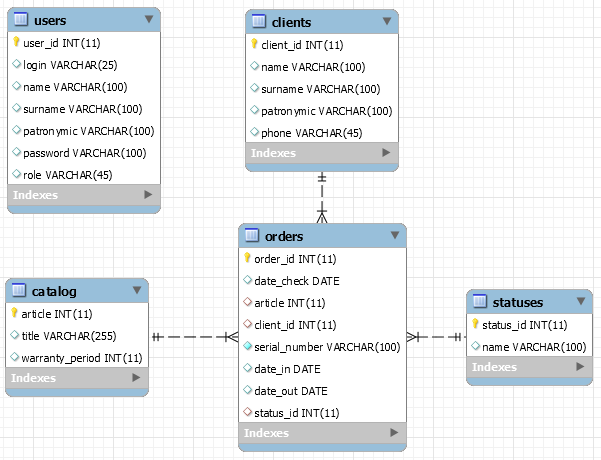 users
user_id INT(11)
login VARCHAR(25)
name VARCHAR(100)
surname VARCHAR(100)
patronymic VARCHAR(100)
password VARCHAR(100)
role VARCHAR(45)
Indexes
clients
client_id INT(11)
name VARCHAR(100)
surname VARCHAR(100)
patronymic VARCHAR(100)
phone VARCHAR(45)
Indexes
catalog
article INT(11)
title VARCHAR(255)
warranty_period INT(11)
Indexes
orders
order_id INT(11)
date_check DATE
article INT(11)
client_id INT(11)
serial_number VARCHAR(100)
date_in DATE
date_out DATE
status_id INT(11)
Indexes
statuses
status_id INT(11)
name VARCHAR(100)
Indexes